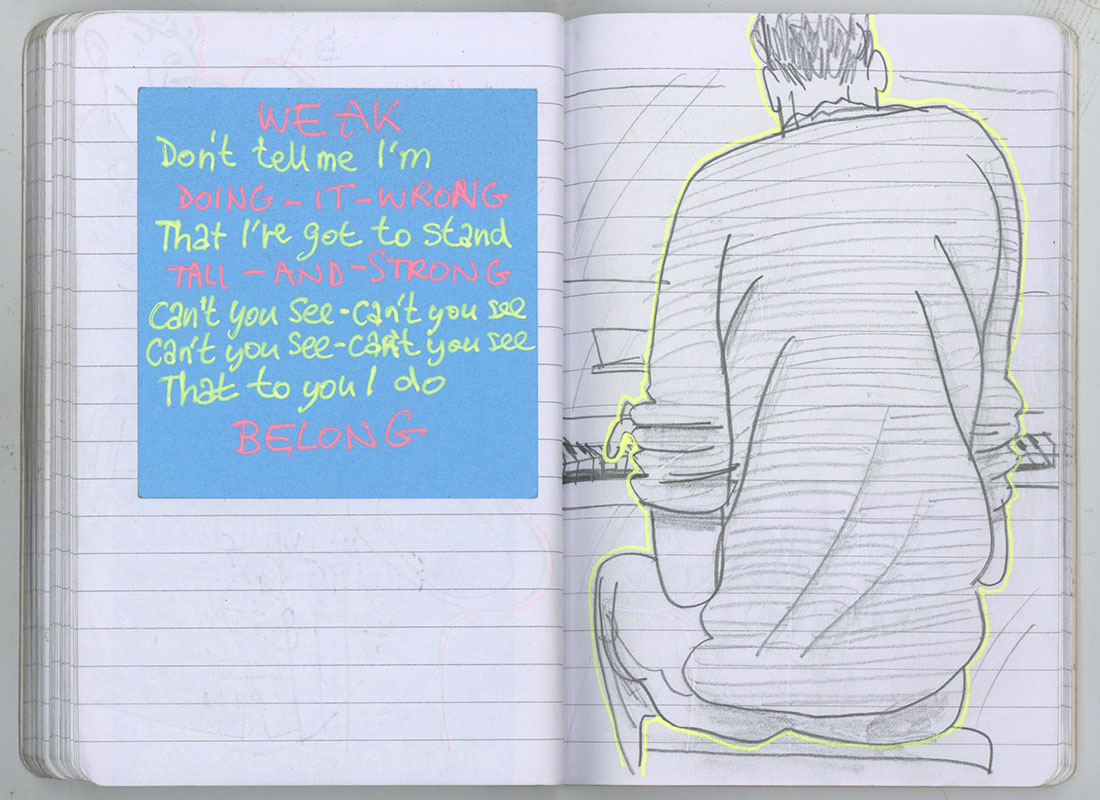 WEAK
Don't tell me I'm
DOING-IT-WRONG
That I've got to stand
TALL-AND-STRONG
Can't you see-can't you see
Can't you see-can't you see
That to you I do
BELONG